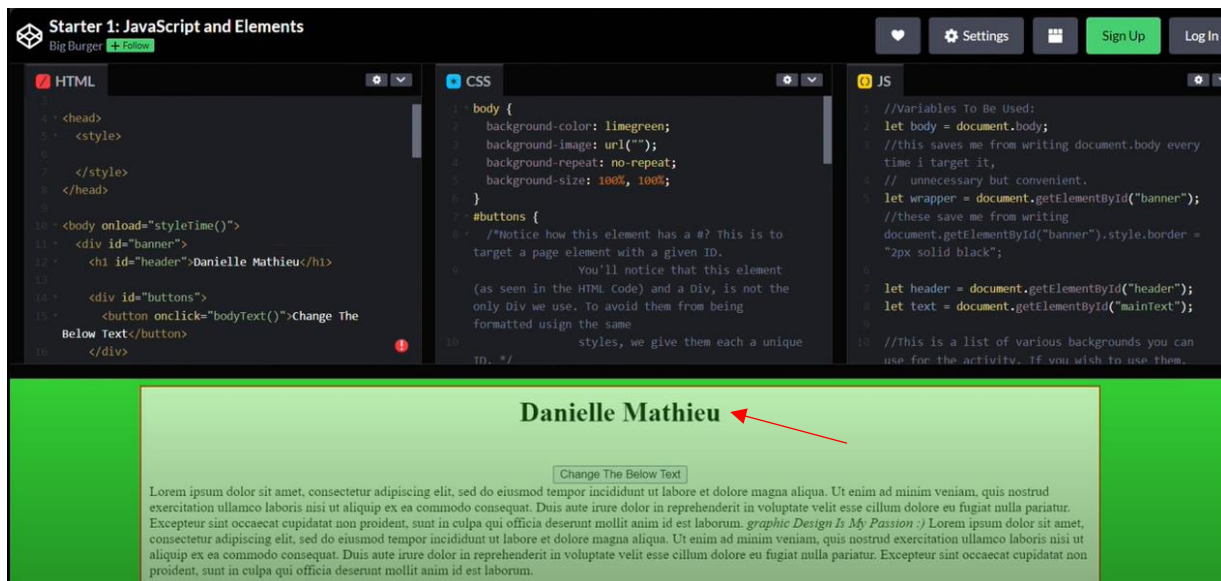 Starter 1: JavaScript and Elements
Big Burger + Follow
Settings
Sign Up
Log In
HTML
3
4 <head>
5 <style>
6
7 </style>
8 </head>
9
10 <body onload="styleTime()">
11 <div id="banner">
12 <h1 id="header">Danielle Mathieu</h1>
13
14 <div id="buttons">
15 <button onclick="bodyText()">Change The
Below Text</button>
16 </div>
CSS
1 body {
2 background-color: limegreen;
3 background-image: url("");
4 background-repeat: no-repeat;
5 background-size: 100%, 100%;
6 }
7 #buttons {
8 /*Notice how this element has a #? This is to
target a page element with a given ID.
9 You'll notice that this element
(as seen in the HTML Code) and a Div, is not the
only Div we use. To avoid them from being
formatted usign the same
10 styles, we give them each a unique
ID. */
JS
1 //Variables To Be Used:
2 let body = document.body;
3 //this saves me from writing document.body every
time i target it,
4 // unnecessary but convenient.
5 let wrapper = document.getElementById("banner");
//these save me from writing
document.getElementById("banner").style.border =
"2px solid black";
6
7 let header = document.getElementById("header");
8 let text = document.getElementById("mainText");
9
10 //This is a list of various backgrounds you can
use for the activity. If you wish to use them,
Danielle Mathieu
Change The Below Text
Lorem ipsum dolor sit amet, consectetur adipiscing elit, sed do eiusmod tempor incididunt ut labore et dolore magna aliqua. Ut enim ad minim veniam, quis nostrud
exercitation ullamco laboris nisi ut aliquip ex ea commodo consequat. Duis aute irure dolor in reprehenderit in voluptate velit esse cillum dolore eu fugiat nulla pariatur.
Excepteur sint occaecat cupidatat non proident, sunt in culpa qui officia deserunt mollit anim id est laborum. graphic Design Is My Passion :) Lorem ipsum dolor sit amet,
consectetur adipiscing elit, sed do eiusmod tempor incididunt ut labore et dolore magna aliqua. Ut enim ad minim veniam, quis nostrud exercitation ullamco laboris nisi ut
aliquip ex ea commodo consequat. Duis aute irure dolor in reprehenderit in voluptate velit esse cillum dolore eu fugiat nulla pariatur. Excepteur sint occaecat cupidatat non
proident, sunt in culpa qui officia deserunt mollit anim id est laborum.